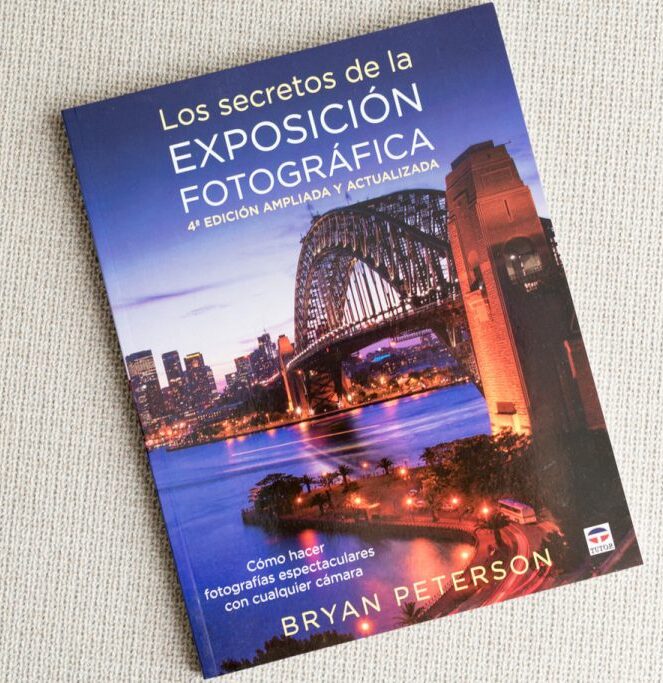 Los secretos de la
EXPOSICIÓN
FOTOGRÁFICA
4ª EDICIÓN AMPLIADA Y ACTUALIZADA
Cómo hacer
fotografías espectaculares
con cualquier cámara
TUTOR
BRYAN PETERSON